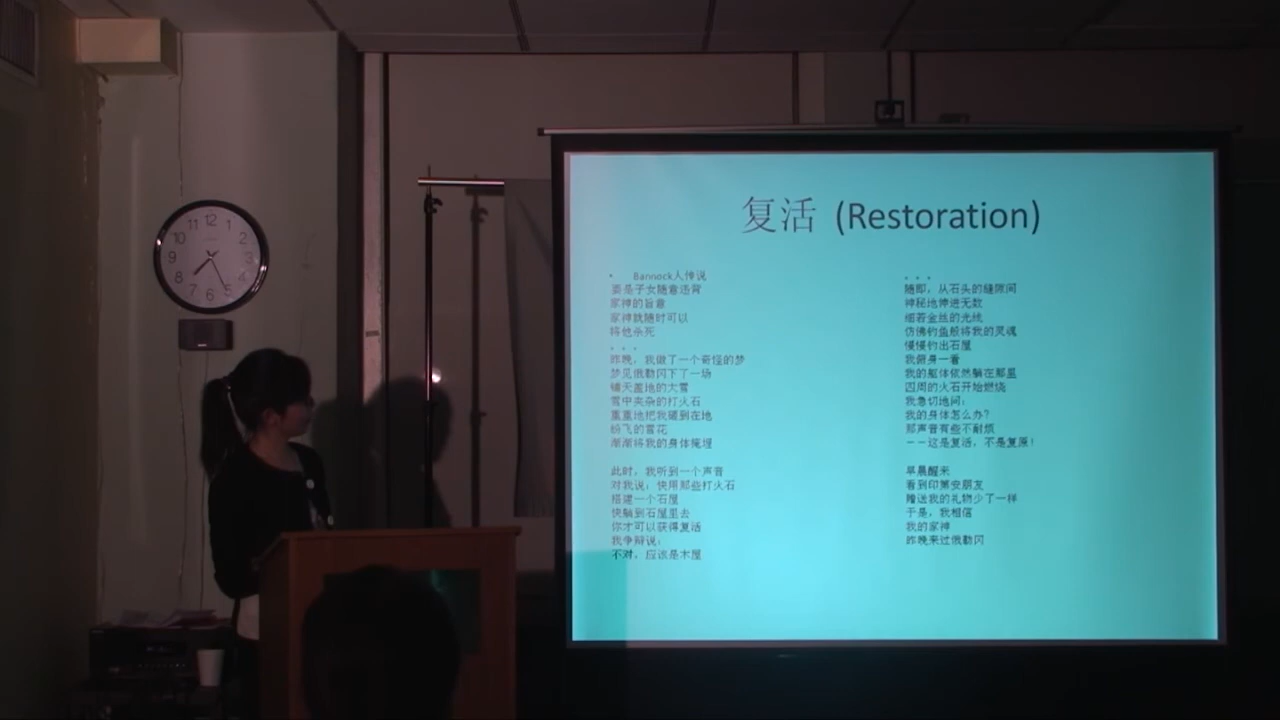 复活 (Restoration)
• Bannock人传说
要是子女随意违背
家神的旨意
家神就随时可以
将他杀死
。。。
昨晚，我做了一个奇怪的梦
梦见俄勒冈下了一场
铺天盖地的大雪
雪中夹杂的打火石
重重地把我砸到在地
纷飞的雪花
渐渐将我的身体掩埋
此时，我听到一个声音
对我说：快用那些打火石
搭建一个石屋
快躺到石屋里去
你才可以获得复活
我争辩说：
不对，应该是木屋
。。。
随即，从石头的缝隙间
神秘地伸进无数
细若金丝的光线
仿佛钓鱼般将我的灵魂
慢慢钓出石屋
我俯身一看
我的躯体依然躺在那里
四周的火石开始燃烧
我急切地问：
我的身体怎么办？
那声音有些不耐烦
－－这是复活，不是复原！
早晨醒来
看到印第安朋友
赠送我的礼物少了一样
于是，我相信
我的家神
昨晚来过俄勒冈
11 12 1
10 2
9 3
8 4
7 6 5